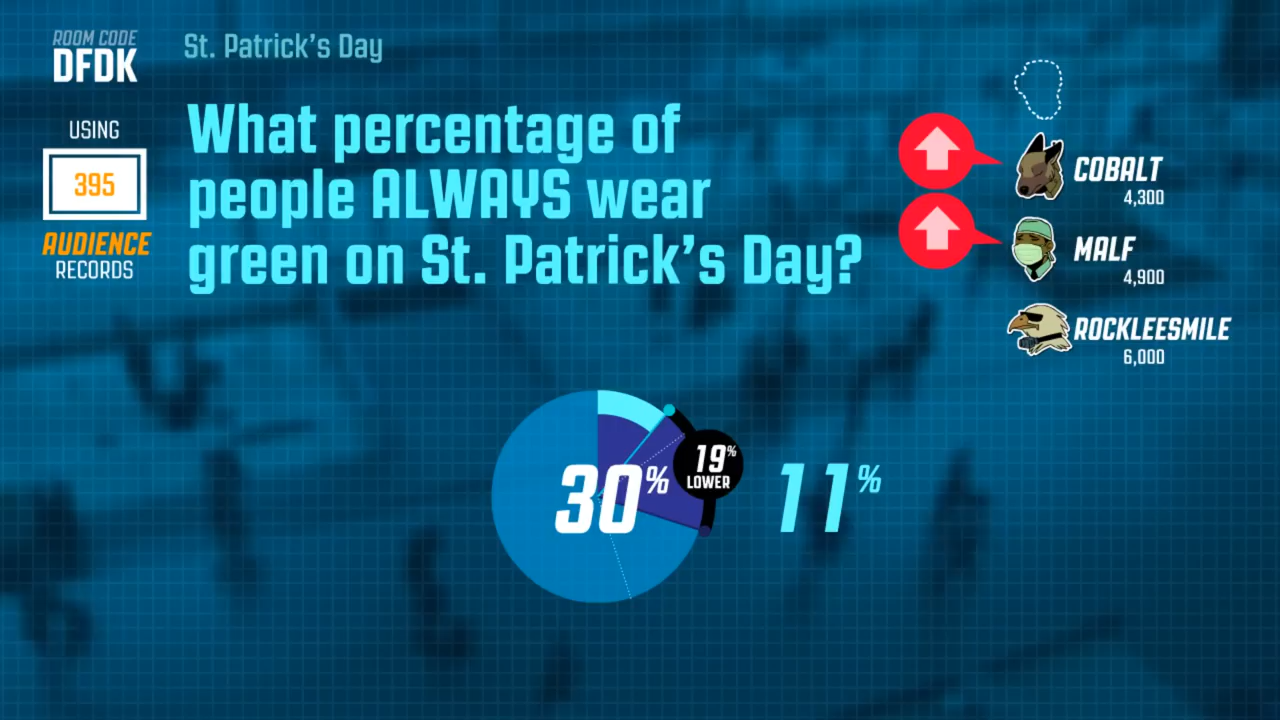 ROOM CODE
DFDK
St. Patrick's Day
USING
395
AUDIENCE
RECORDS
What percentage of
people ALWAYS wear
green on St. Patrick's Day?
COBALT
4,300
MALF
4,900
ROCKLEESMILE
6,000
30%
19%
LOWER
11%